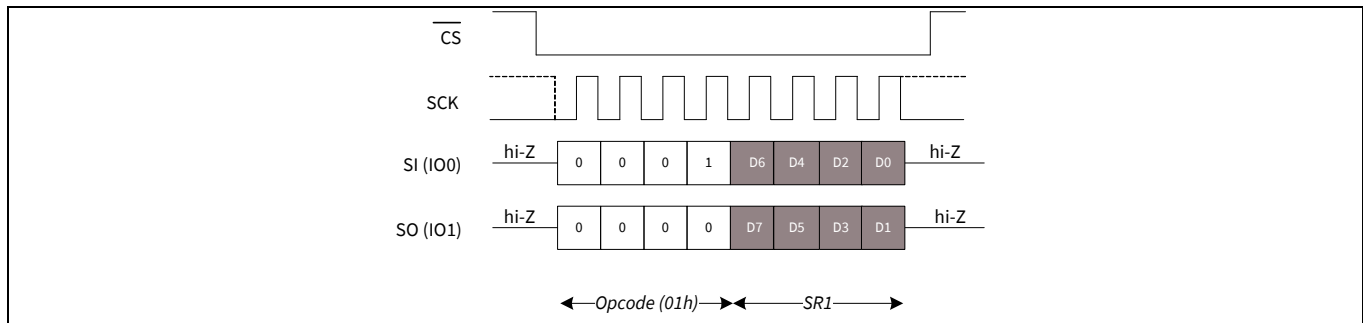 CS
SCK
hi-Z hi-Z
SI (IO0) 0 0 0 1 D6 D4 D2 D0
hi-Z hi-Z
SO (IO1) 0 0 0 0 D7 D5 D3 D1
Opcode (01h) SR1